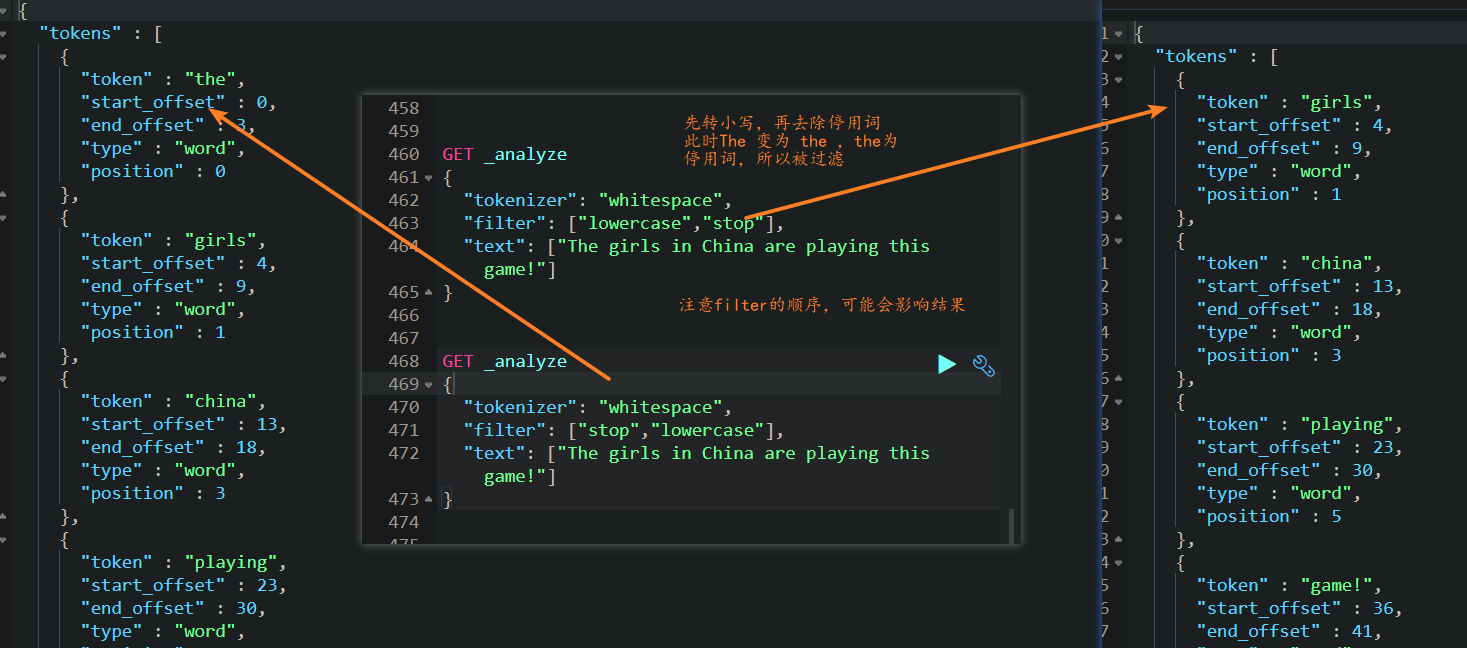 {
"tokens" : [
{
"token" : "the",
"start_offset" : 0,
"end_offset" : 3,
"type" : "word",
"position" : 0
},
{
"token" : "girls",
"start_offset" : 4,
"end_offset" : 9,
"type" : "word",
"position" : 1
},
{
"token" : "china",
"start_offset" : 13,
"end_offset" : 18,
"type" : "word",
"position" : 3
},
{
"token" : "playing",
"start_offset" : 23,
"end_offset" : 30,
"type" : "word",
458
459
460 GET _analyze
461 {
462 "tokenizer": "whitespace",
463 "filter": ["lowercase","stop"],
464 "text": ["The girls in China are playing this
game!"]
465 }
466
467
468 GET _analyze
469 {
470 "tokenizer": "whitespace",
471 "filter": ["stop","lowercase"],
472 "text": ["The girls in China are playing this
game!"]
473 }
474
先转小写，再去除停用词
此时The 变为 the ，the为
停用词，所以被过滤
注意filter的顺序，可能会影响结果
1 {
2 "tokens" : [
3 {
4 "token" : "girls",
5 "start_offset" : 4,
6 "end_offset" : 9,
7 "type" : "word",
8 "position" : 1
9 },
0 {
1 "token" : "china",
2 "start_offset" : 13,
3 "end_offset" : 18,
4 "type" : "word",
5 "position" : 3
6 },
7 {
8 "token" : "playing",
9 "start_offset" : 23,
0 "end_offset" : 30,
1 "type" : "word",
2 "position" : 5
3 },
4 {
5 "token" : "game!",
6 "start_offset" : 36,
7 "end_offset" : 41,